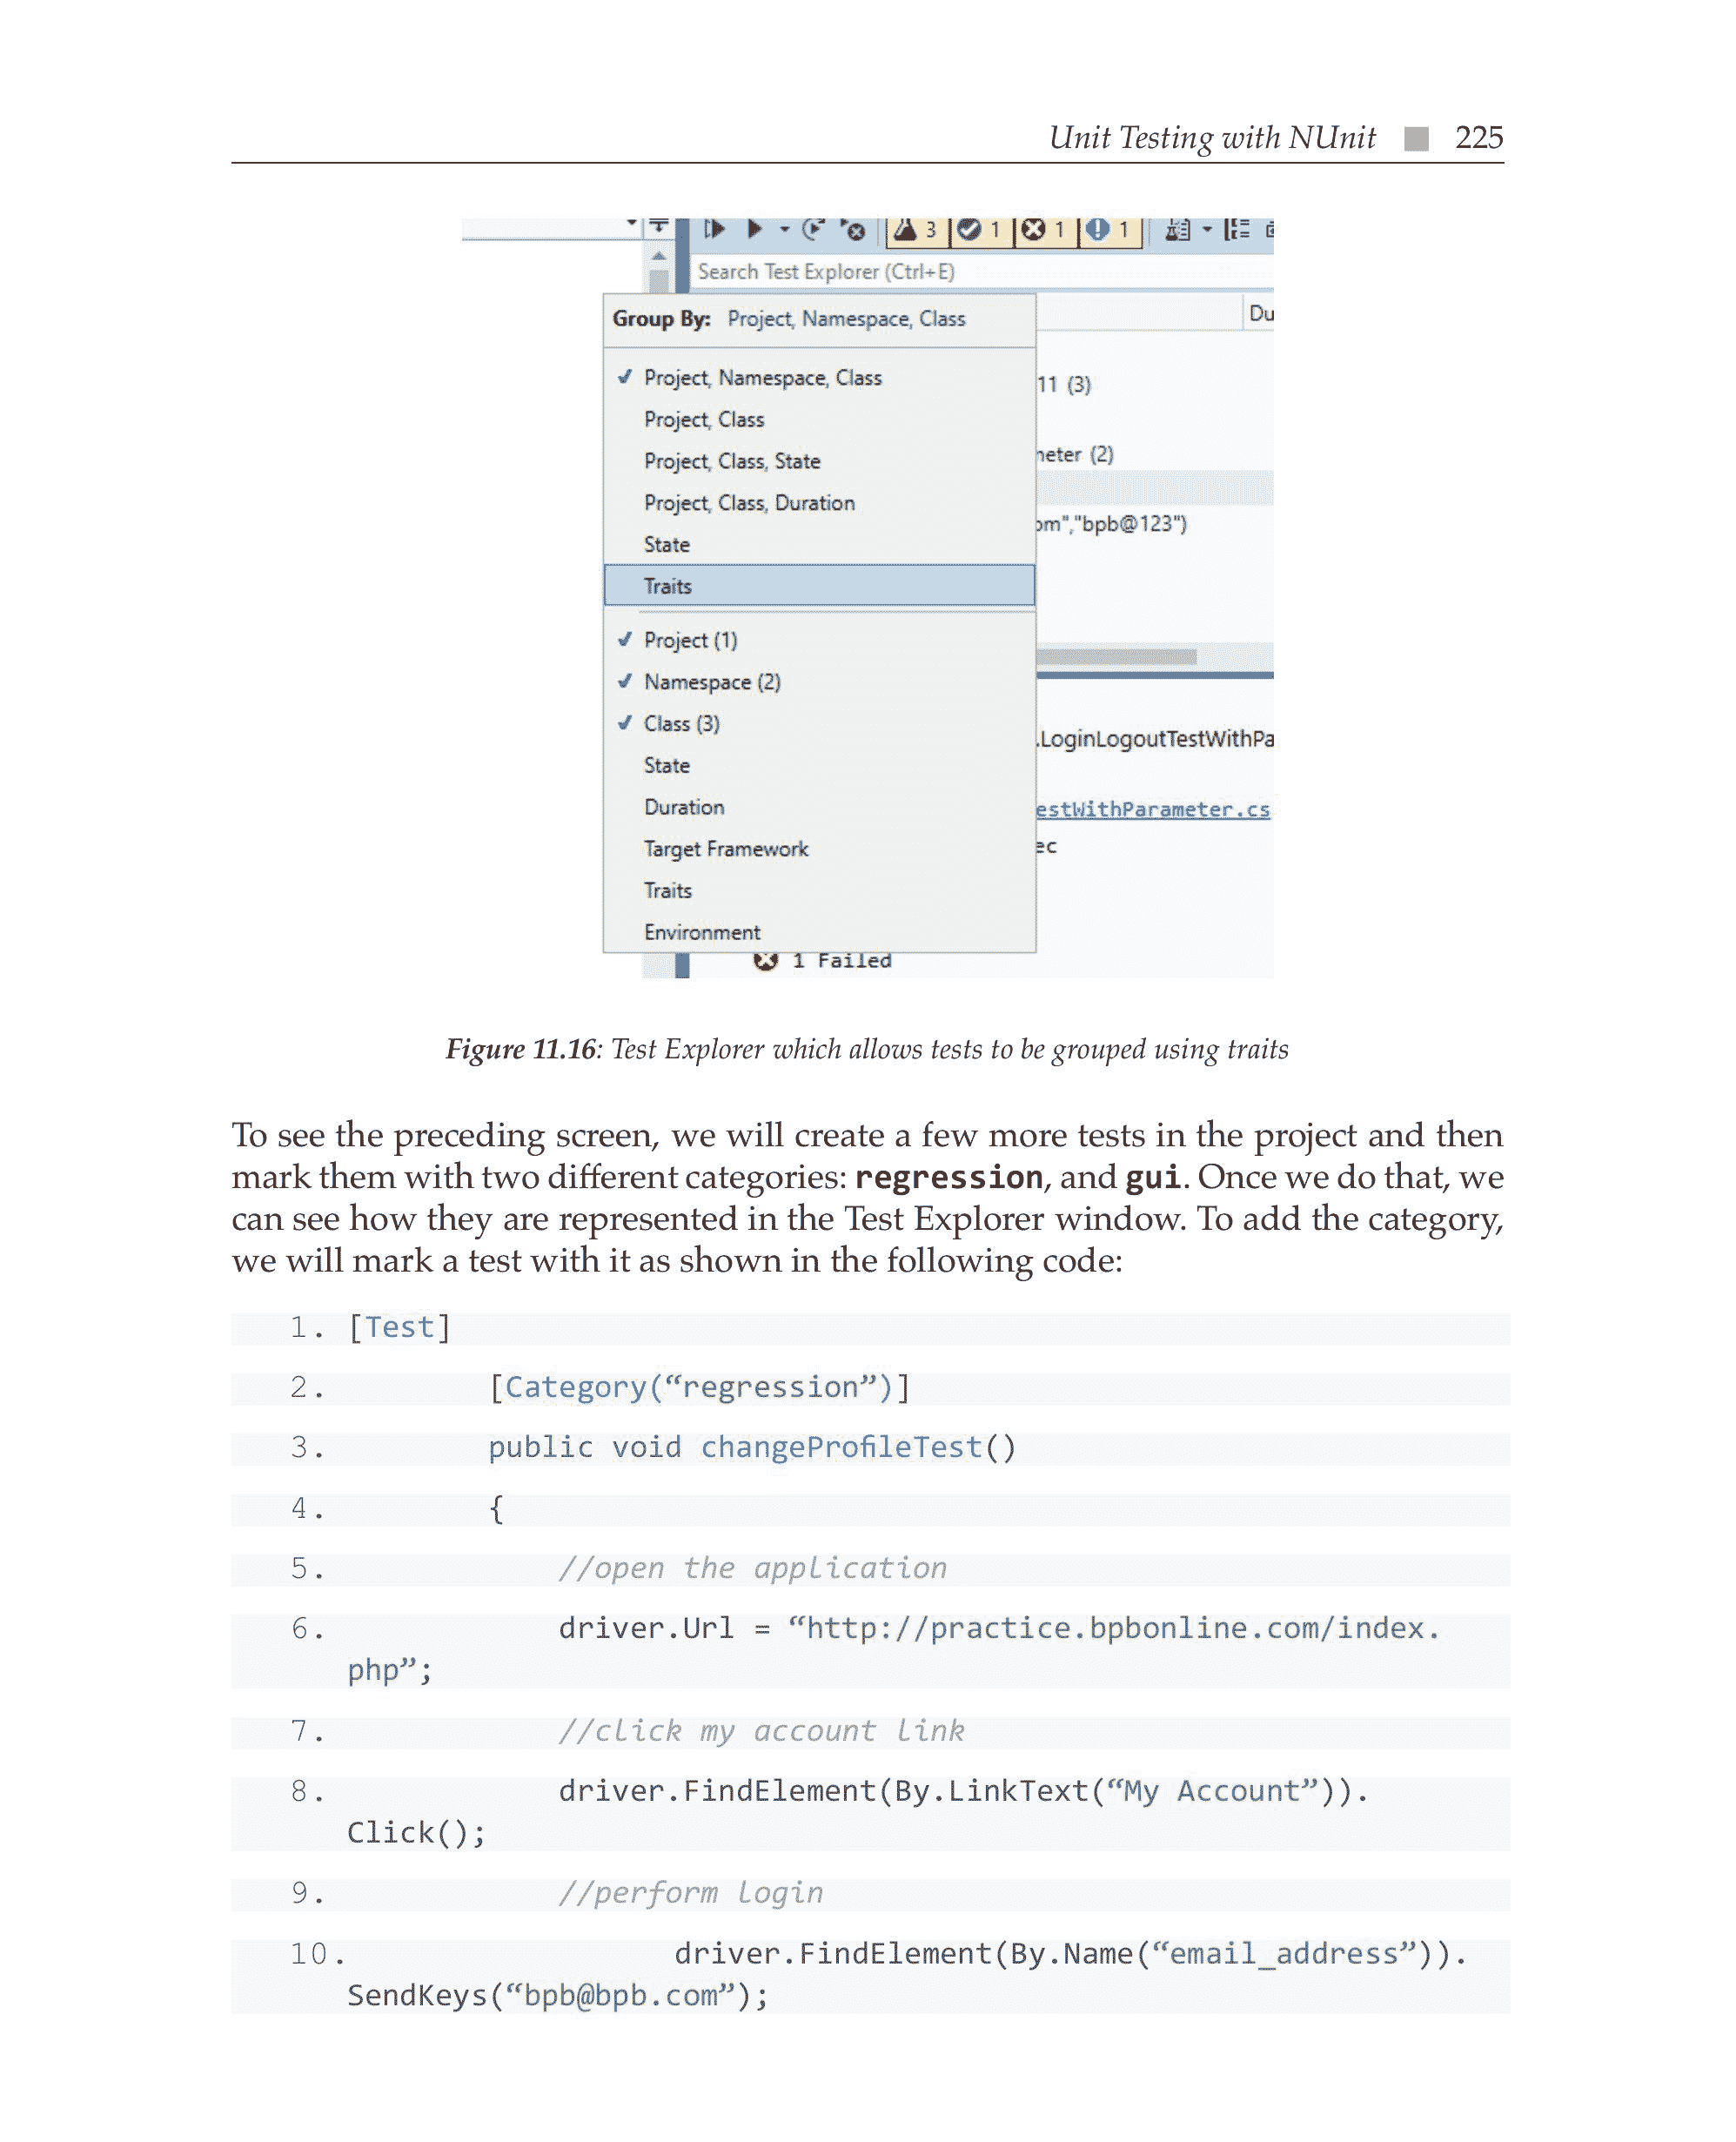 Unit Testing with NUnit 225
3 1 1 1
Search Test Explorer (Ctrl+E)
Group By: Project, Namespace, Class
Du
Project, Namespace, Class
11 (3)
Project, Class
Project, Class, State
neter (2)
Project, Class, Duration
om","bpb@123")
State
Traits
Project (1)
Namespace (2)
Class (3)
.LoginLogoutTestWithPa
State
Duration
estWithParameter.cs
Target Framework
ec
Traits
Environment
1 Failed
Figure 11.16: Test Explorer which allows tests to be grouped using traits
To see the preceding screen, we will create a few more tests in the project and then
mark them with two different categories: regression, and gui. Once we do that, we
can see how they are represented in the Test Explorer window. To add the category,
we will mark a test with it as shown in the following code:
1. [Test]
2. [Category(“regression”)]
3. public void changeProfileTest()
4. {
5. //open the application
6. driver.Url = “http://practice.bpbonline.com/index.
php”;
7. //click my account link
8. driver.FindElement(By.LinkText(“My Account”)).
Click();
9. //perform login
10. driver.FindElement(By.Name(“email_address”)).
SendKeys(“bpb@bpb.com”);